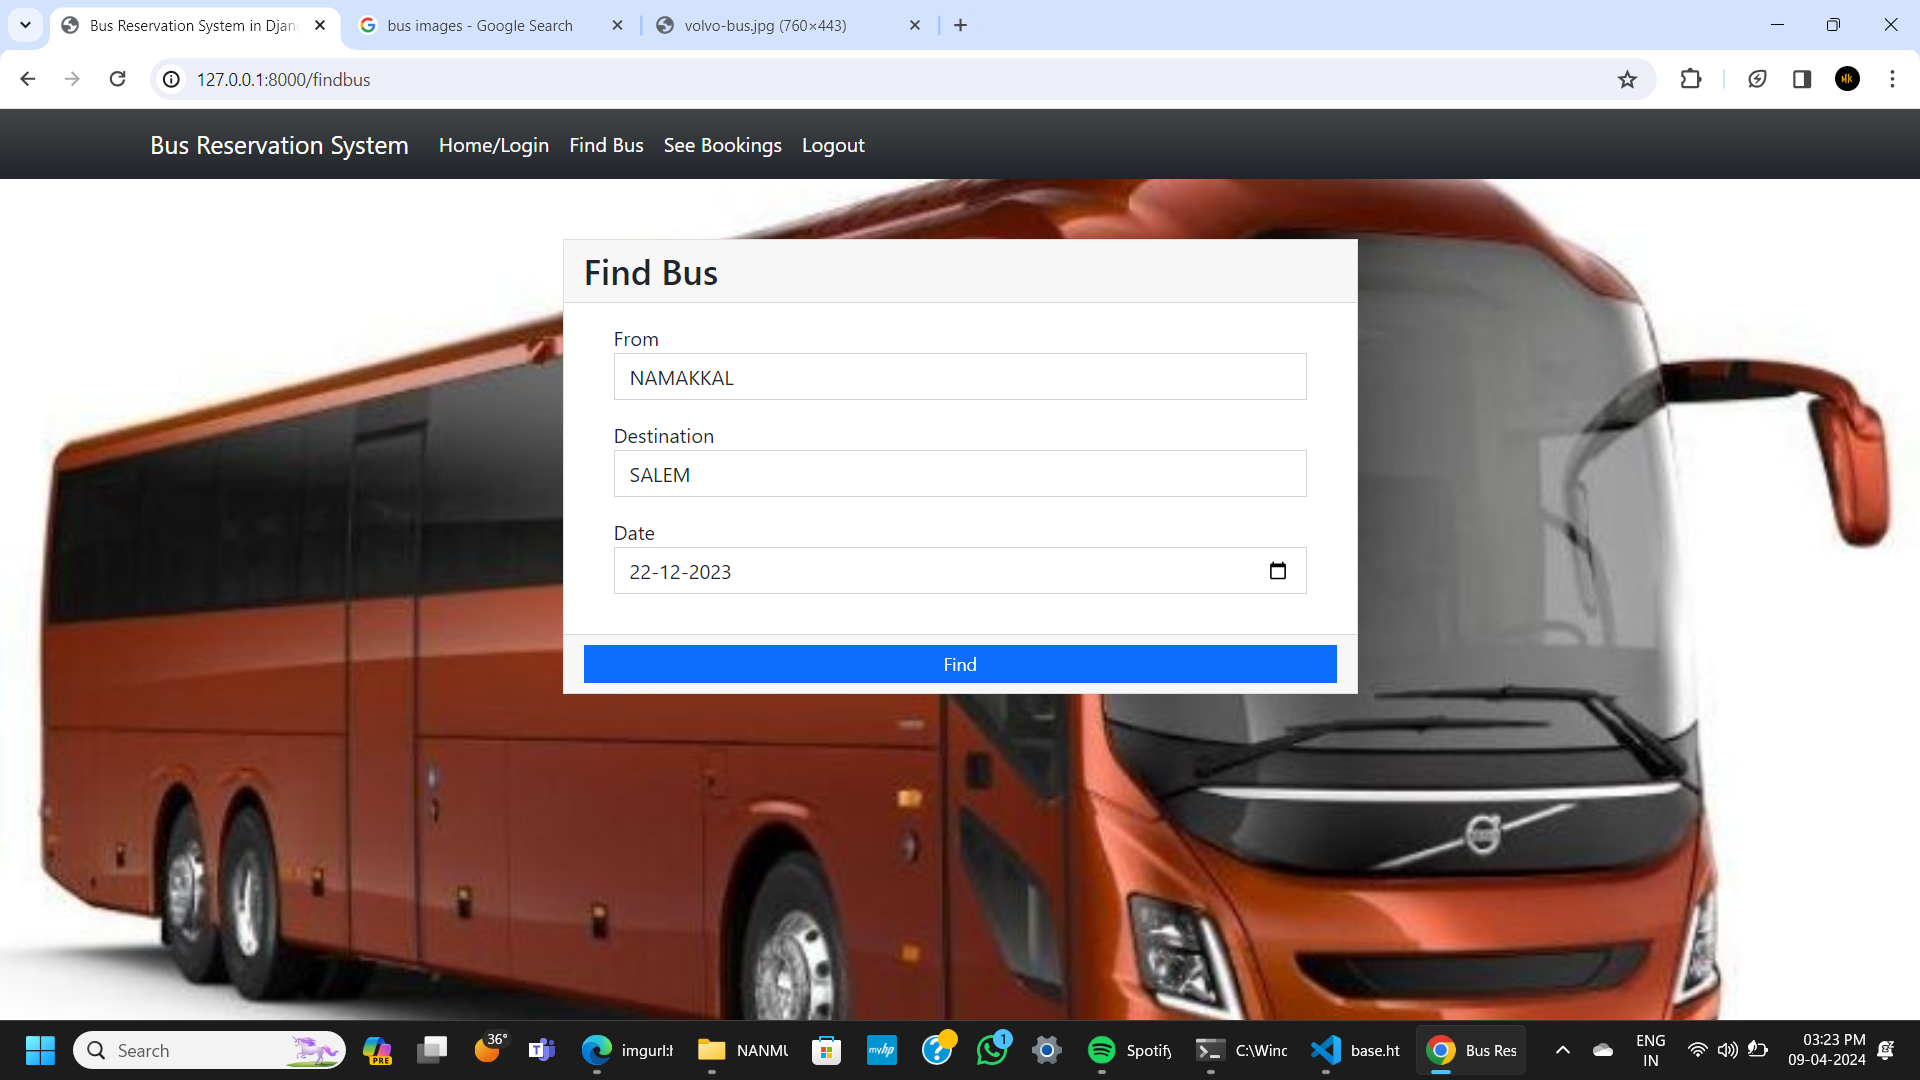 Bus Reservation System in Djan
bus images - Google Search
volvo-bus.jpg (760×443)
127.0.0.1:8000/findbus
Bus Reservation System
Home/Login
Find Bus
See Bookings
Logout
Find Bus
From
NAMAKKAL
Destination
SALEM
Date
22-12-2023
Find
Search
PRE
36°
myhp
1
imgurl:h
NANMU
Spotify
C:\Winc
base.ht
Bus Res
ENG
IN
03:23 PM
09-04-2024